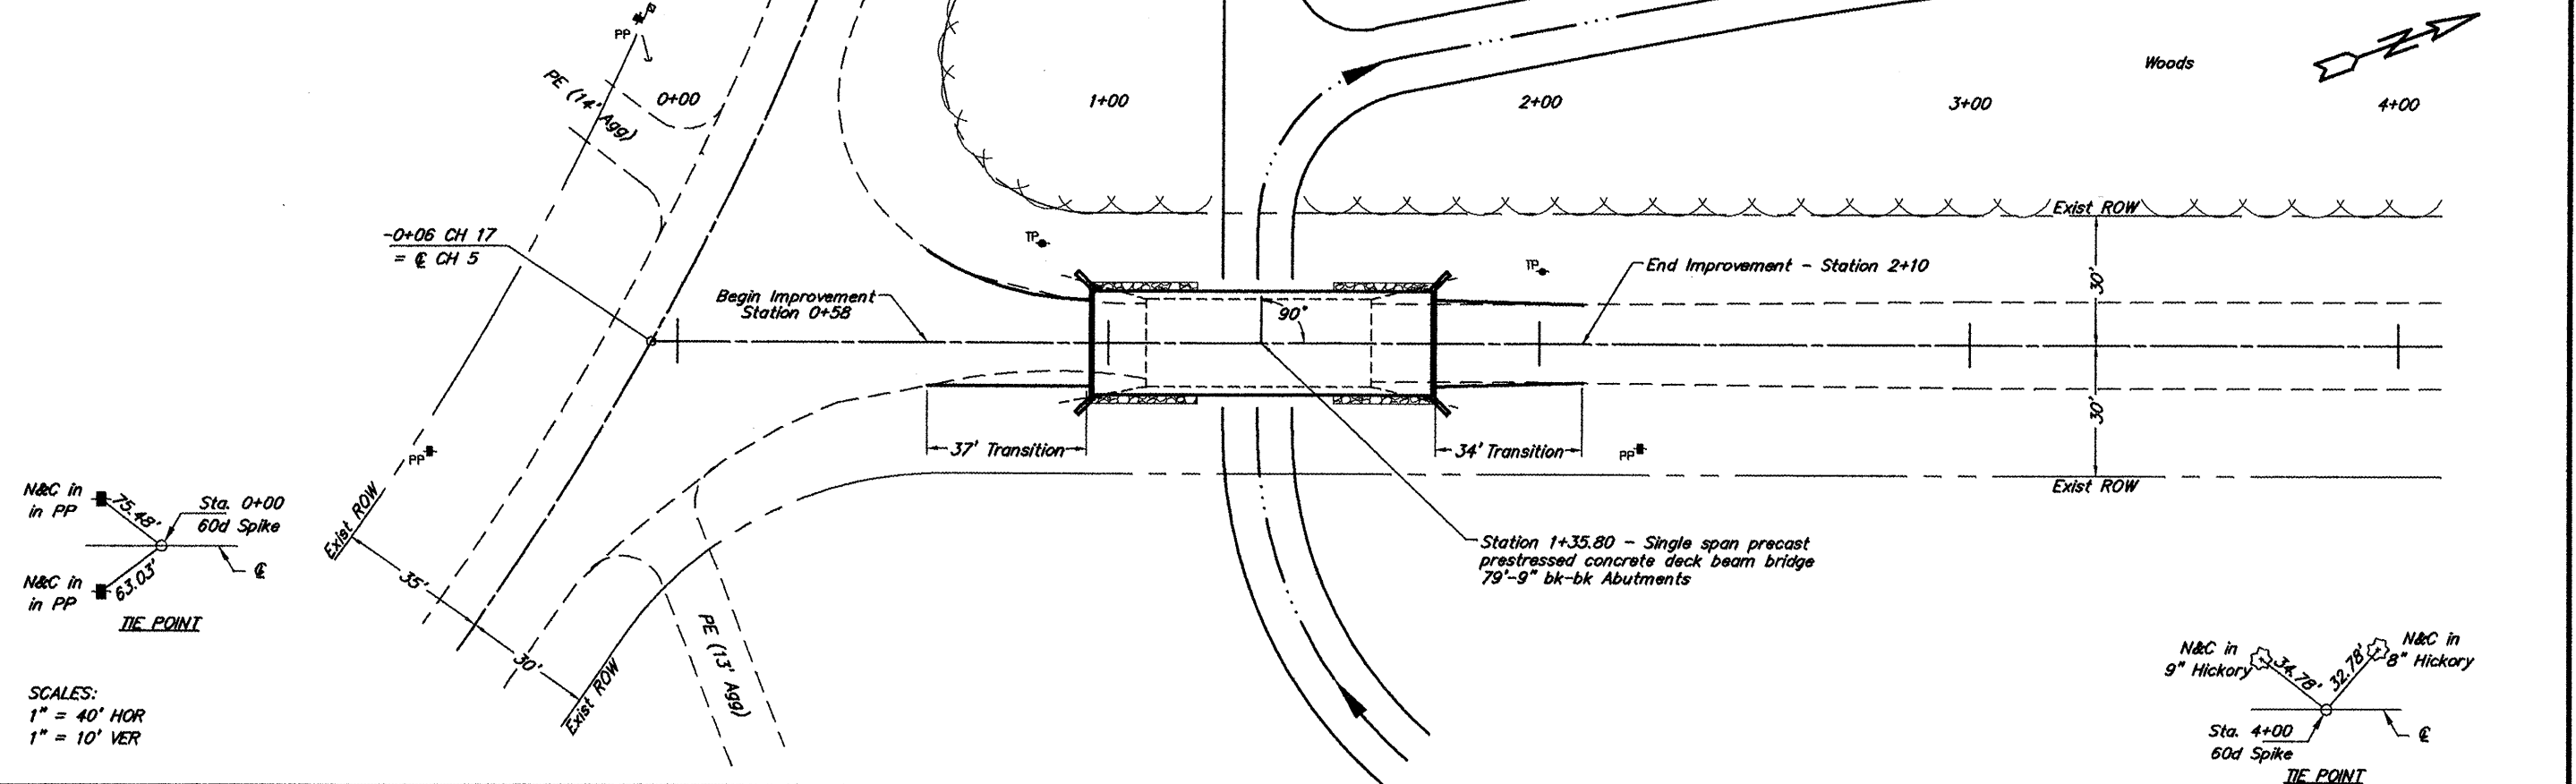 PP
PE (14' Agg)
0+00
1+00
2+00
3+00
4+00
Woods
N
-0+06 CH 17
= ℄ CH 5
Exist ROW
TP
TP
Begin Improvement
Station 0+58
End Improvement - Station 2+10
90°
30'
30'
37' Transition
34' Transition
PP
PP
Exist ROW
N&C in
in PP
75.48'
Sta. 0+00
60d Spike
N&C in
in PP
63.03'
℄
TIE POINT
Exist ROW
35'
30'
Exist ROW
PE (13' Agg)
Station 1+35.80 - Single span precast
prestressed concrete deck beam bridge
79'-9" bk-bk Abutments
SCALES:
1" = 40' HOR
1" = 10' VER
N&C in
9" Hickory
34.78'
32.78'
N&C in
8" Hickory
Sta. 4+00
60d Spike
℄
TIE POINT